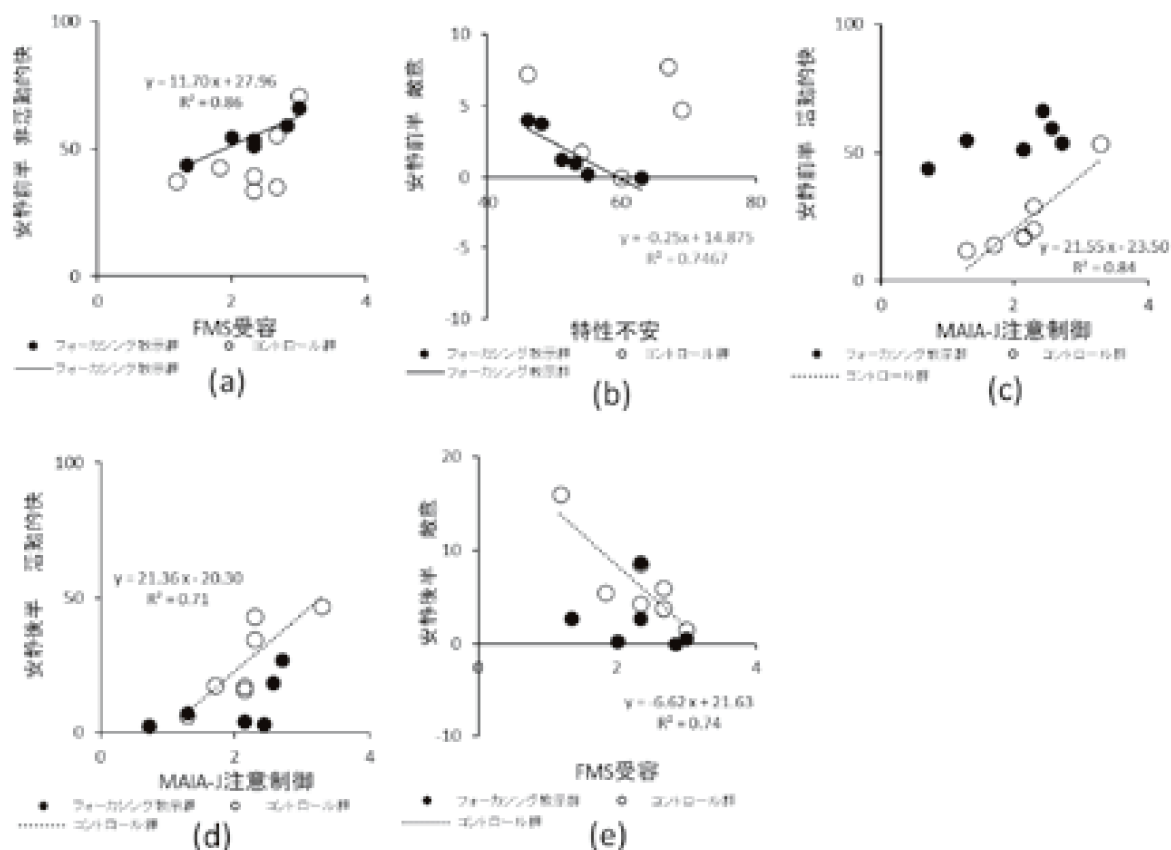 100
50
0
0
2
4
安静前半 非活動的快
y = 11.70 x + 27.96
R² = 0.86
FMS受容
● フォーカシング教示群 ○ コントロール群
フォーカシング教示群
(a)
10
5
0
-5
-10
40
60
80
安静前半 敵意
y = -0.25x + 14.875
R² = 0.7467
特性不安
● フォーカシング教示群 ○ コントロール群
フォーカシング教示群
(b)
100
50
0
0
2
4
安静前半 活動的快
y = 21.55 x - 23.50
R² = 0.84
MAIA-J注意制御
● フォーカシング教示群 ○ コントロール群
コントロール群
(c)
100
50
0
0
2
4
安静後半 活動的快
y = 21.36 x - 20.30
R² = 0.71
MAIA-J注意制御
● フォーカシング教示群 ○ コントロール群
コントロール群
(d)
20
10
0
-10
0
2
4
安静後半 敵意
y = -6.62 x + 21.63
R² = 0.74
FMS受容
● フォーカシング教示群 ○ コントロール群
コントロール群
(e)